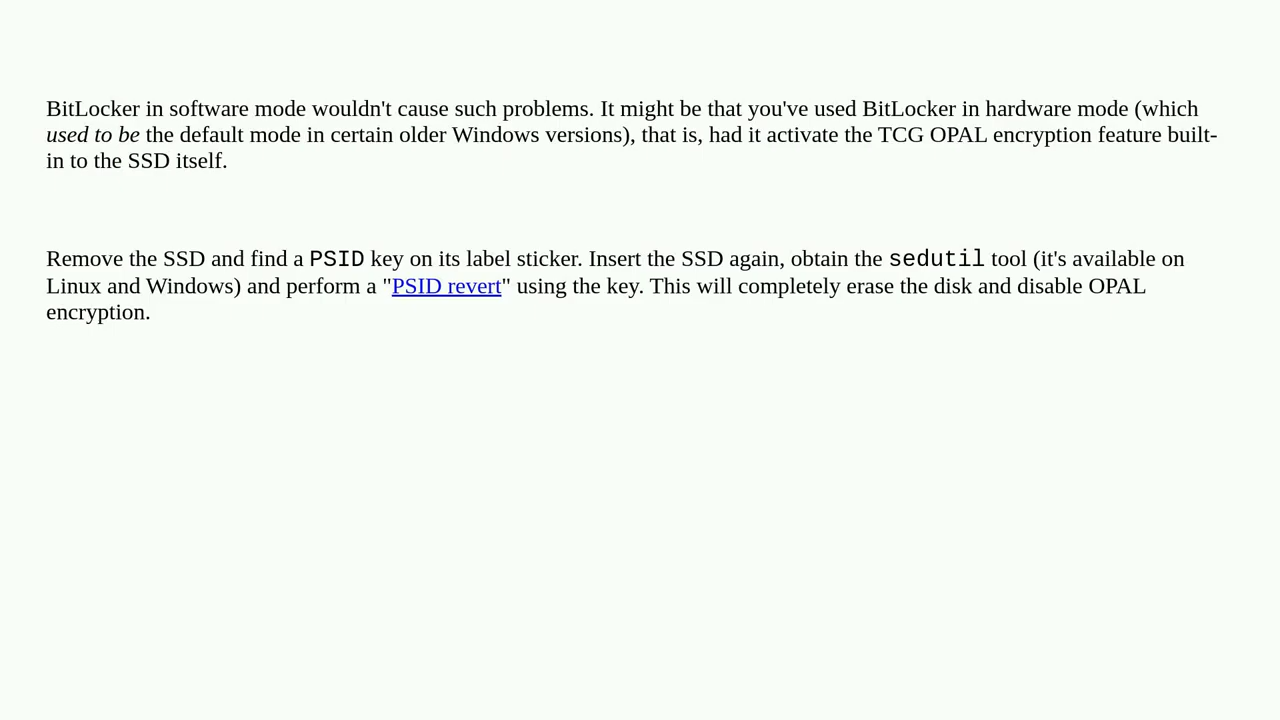 BitLocker in software mode wouldn't cause such problems. It might be that you've used BitLocker in hardware mode (which
used to be the default mode in certain older Windows versions), that is, had it activate the TCG OPAL encryption feature built-
in to the SSD itself.
Remove the SSD and find a PSID key on its label sticker. Insert the SSD again, obtain the sedutil tool (it's available on
Linux and Windows) and perform a "PSID revert" using the key. This will completely erase the disk and disable OPAL
encryption.